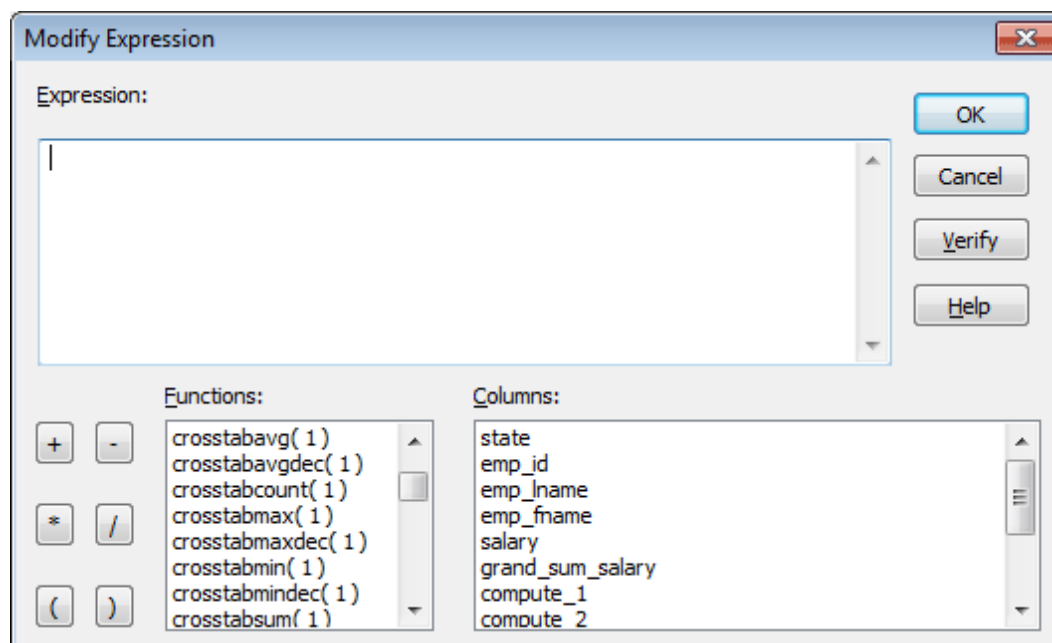 Modify Expression
Expression:
OK
Cancel
Verify
Help
Functions:
Columns:
+ -
* /
( )
crosstabavg( 1 )
crosstabavgdec( 1 )
crosstabcount( 1 )
crosstabmax( 1 )
crosstabmaxdec( 1 )
crosstabmin( 1 )
crosstabmindec( 1 )
crosstabsum( 1 )
state
emp_id
emp_lname
emp_fname
salary
grand_sum_salary
compute_1
compute_2